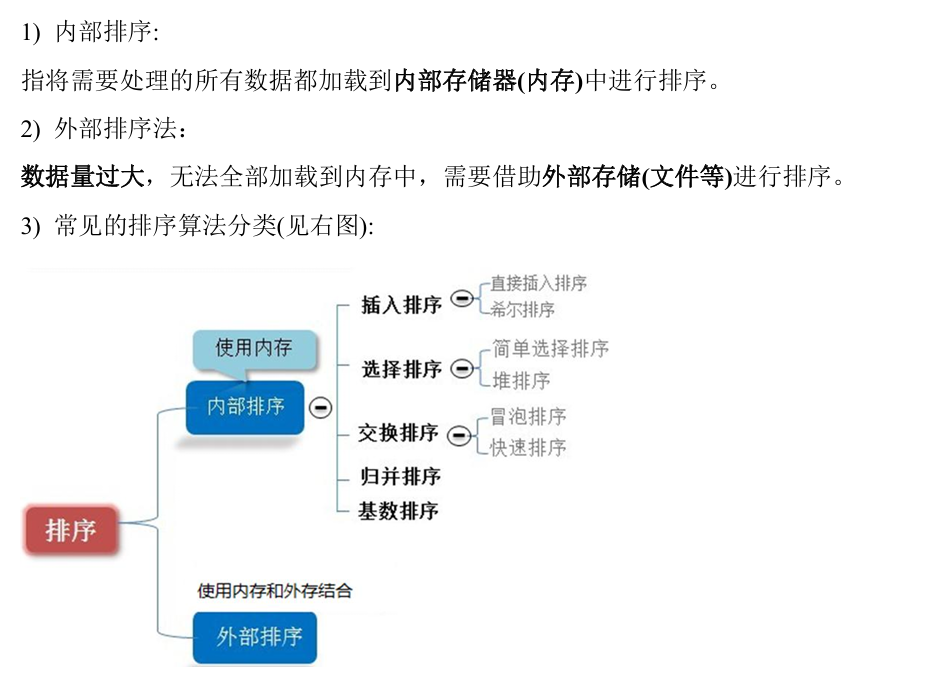 1) 内部排序:
指将需要处理的所有数据都加载到内部存储器(内存)中进行排序。
2) 外部排序法：
数据量过大，无法全部加载到内存中，需要借助外部存储(文件等)进行排序。
3) 常见的排序算法分类(见右图):
直接插入排序
插入排序
希尔排序
使用内存
简单选择排序
选择排序
堆排序
内部排序
冒泡排序
交换排序
快速排序
归并排序
基数排序
排序
使用内存和外存结合
外部排序